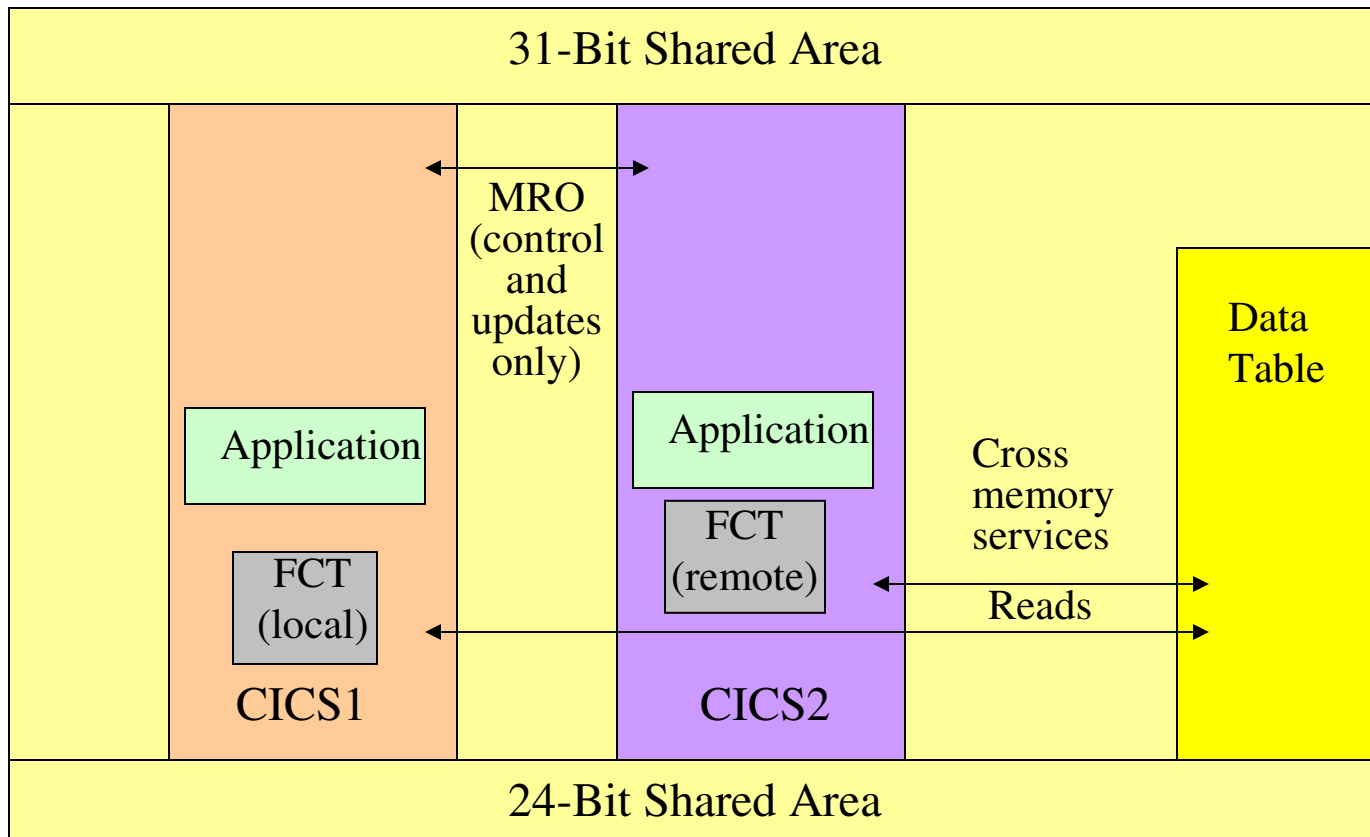 31-Bit Shared Area
MRO
(control
and
updates
only)
Data
Table
Application
Application
Cross
memory
services
FCT
(remote)
FCT
(local)
Reads
CICS1
CICS2
24-Bit Shared Area